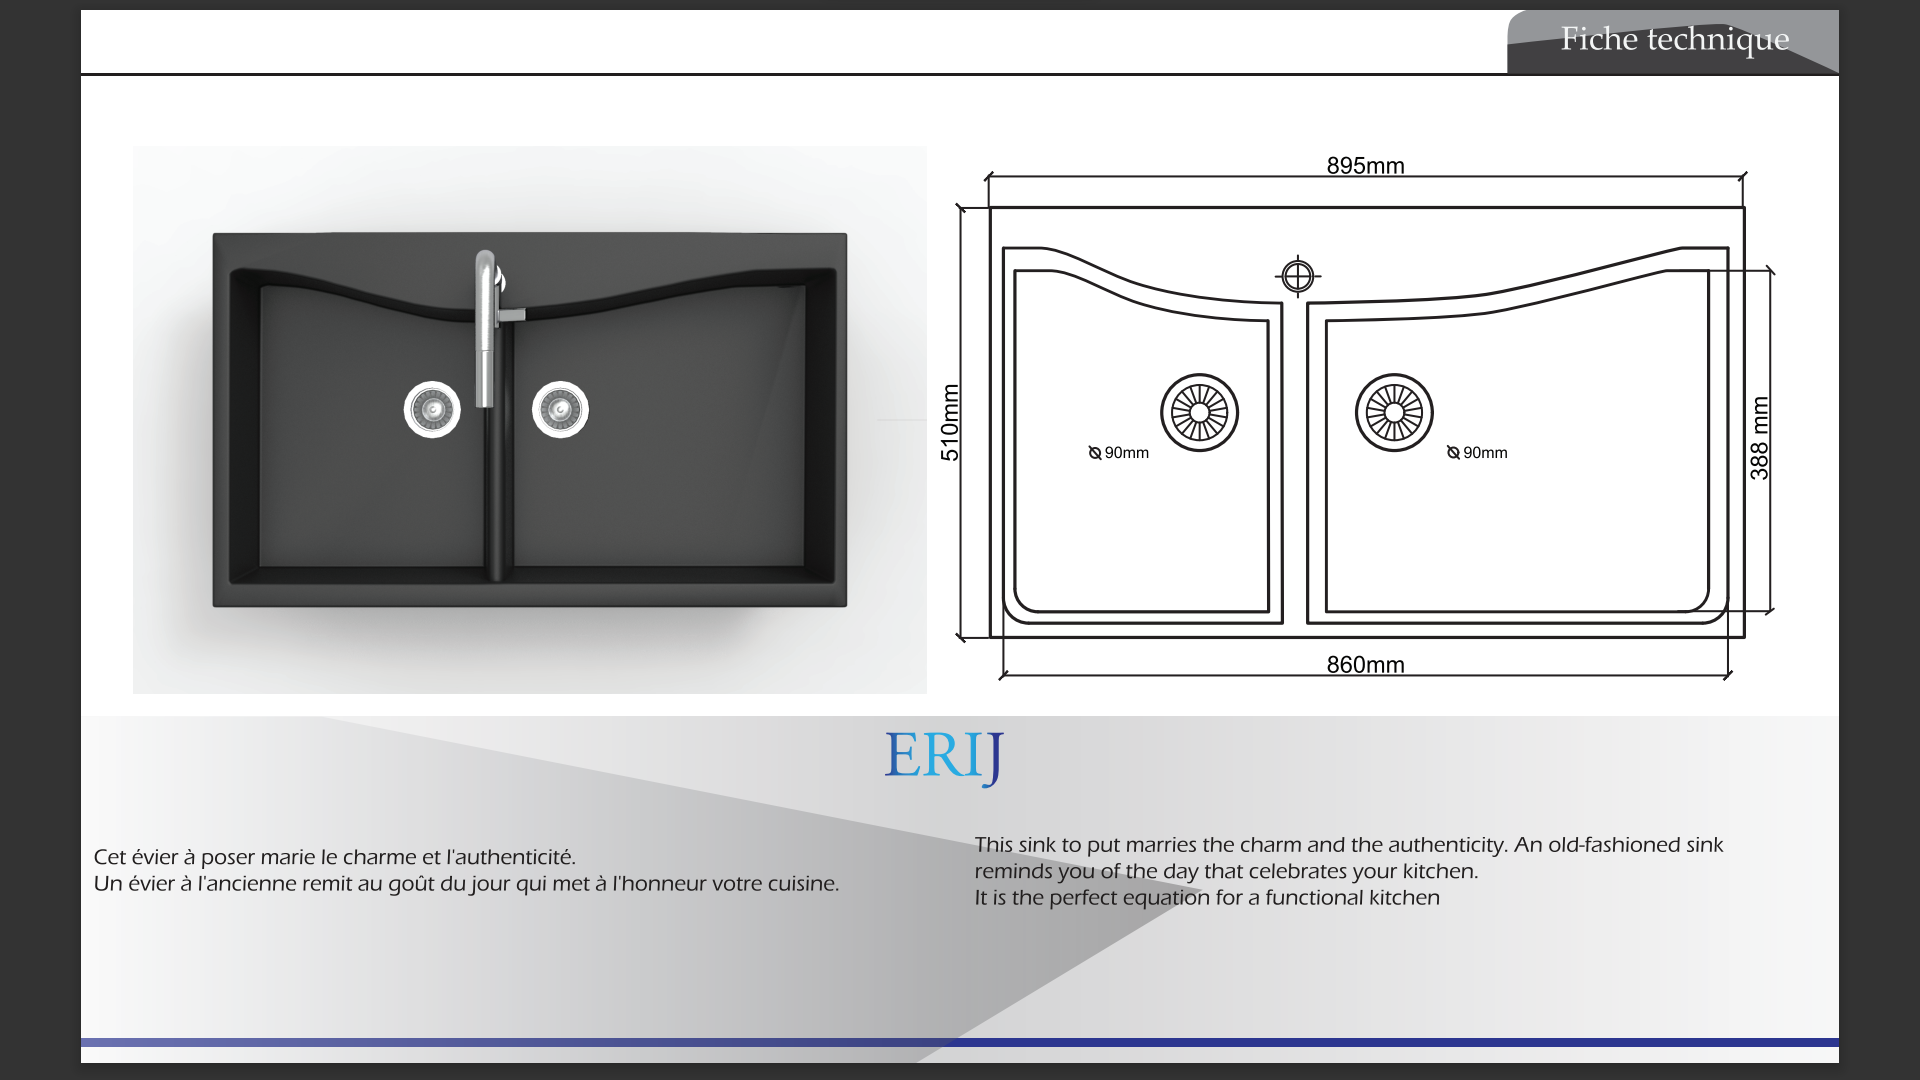 Fiche technique
895mm
510mm
388 mm
⌀ 90mm
⌀ 90mm
860mm
ERIJ
Cet évier à poser marie le charme et l'authenticité.
Un évier à l'ancienne remit au goût du jour qui met à l'honneur votre cuisine.
This sink to put marries the charm and the authenticity. An old-fashioned sink
reminds you of the day that celebrates your kitchen.
It is the perfect equation for a functional kitchen